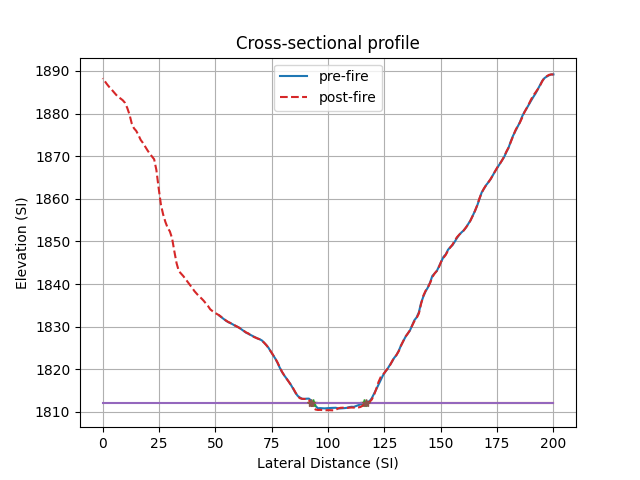 Cross-sectional profile
pre-fire
post-fire
Elevation (SI)
1890
1880
1870
1860
1850
1840
1830
1820
1810
0 25 50 75 100 125 150 175 200
Lateral Distance (SI)